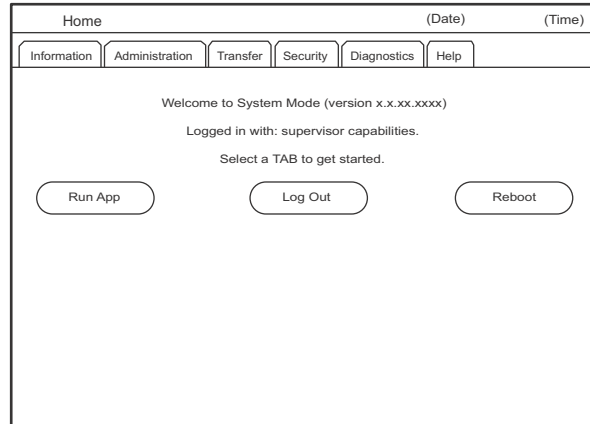 Home (Date) (Time)
Information Administration Transfer Security Diagnostics Help
Welcome to System Mode (version x.x.xx.xxxx)
Logged in with: supervisor capabilities.
Select a TAB to get started.
Run App Log Out Reboot